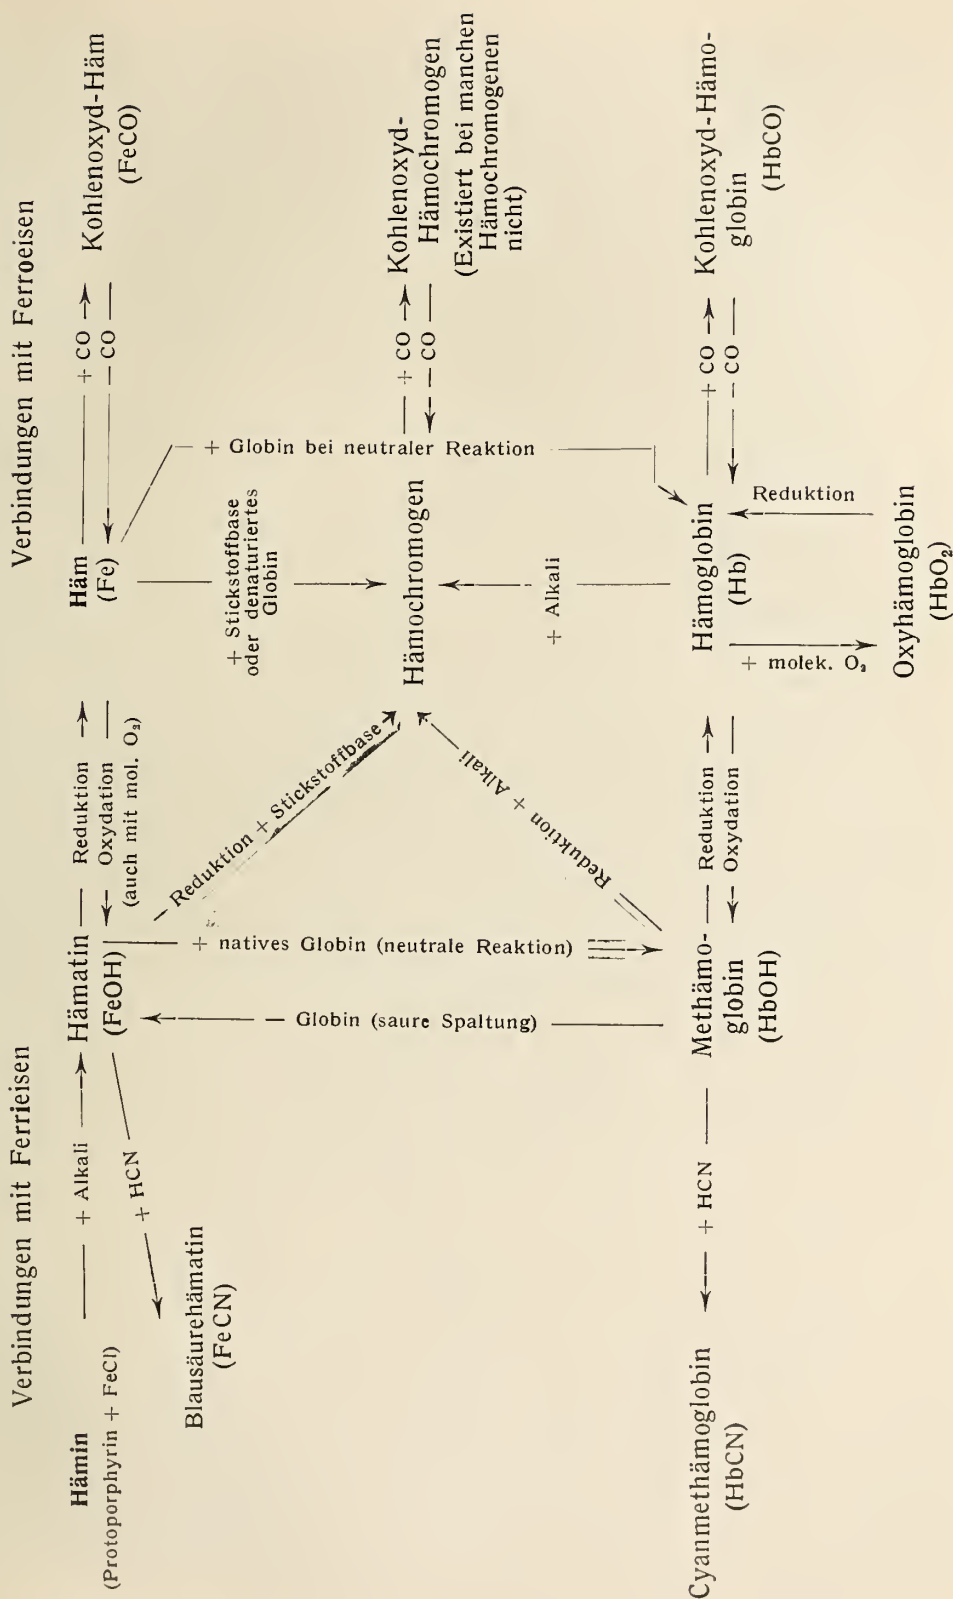 Verbindungen mit Ferrieisen
Verbindungen mit Ferroeisen
Hämin
(Protoporphyrin + FeCl)
+ Alkali
Hämatin
(FeOH)
Reduktion
Oxydation
(auch mit mol. O₂)
Häm
(Fe)
+ CO
− CO
Kohlenoxyd-Häm
(FeCO)
+ HCN
Blausäurehämatin
(FeCN)
− Globin (saure Spaltung)
+ natives Globin (neutrale Reaktion)
Reduktion + Stickstoffbase
+ Stickstoffbase
oder denaturiertes
Globin
+ Globin bei neutraler Reaktion
Hämochromogen
+ CO
− CO
Kohlenoxyd-
Hämochromogen
(Existiert bei manchen
Hämochromogenen
nicht)
Reduktion + Alkali
+ Alkali
Cyanmethämoglobin
(HbCN)
+ HCN
Methämo-
globin
(HbOH)
Reduktion
Oxydation
Hämoglobin
(Hb)
+ CO
− CO
Kohlenoxyd-Hämo-
globin
(HbCO)
+ molek. O₂
Reduktion
Oxyhämoglobin
(HbO₂)